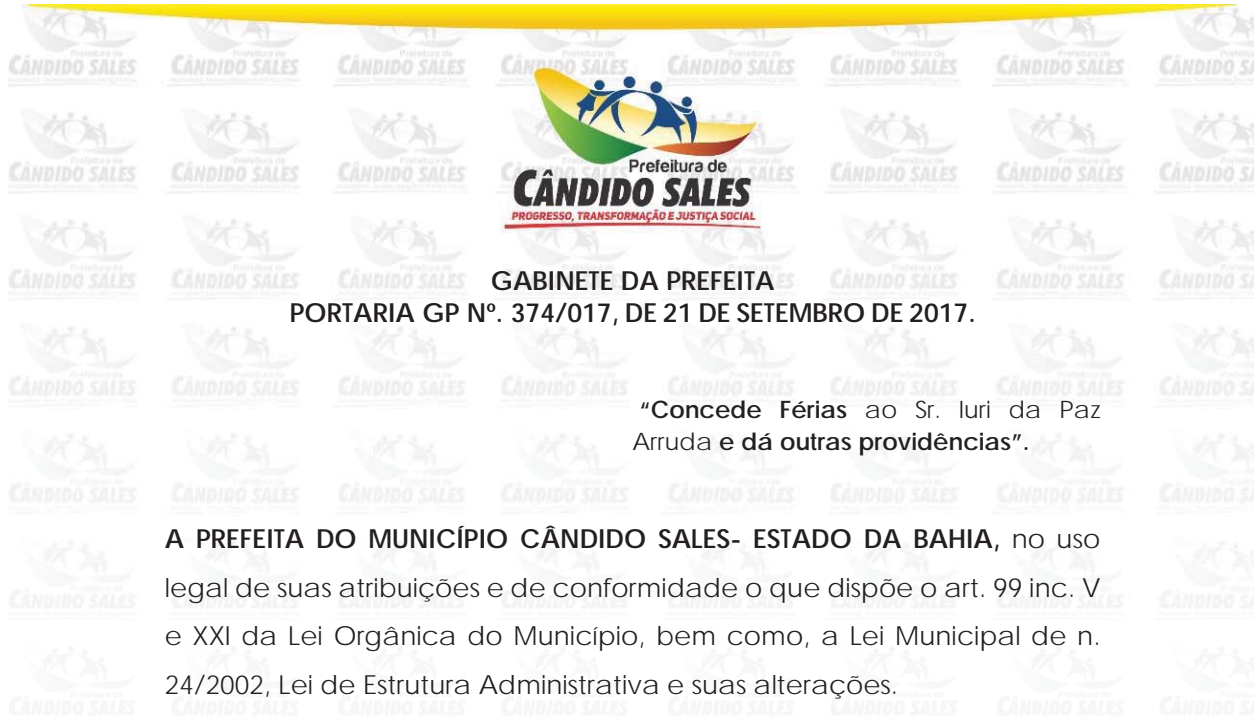 Prefeitura de
CÂNDIDO SALES
PROGRESSO, TRANSFORMAÇÃO E JUSTIÇA SOCIAL
GABINETE DA PREFEITA
PORTARIA GP Nº. 374/017, DE 21 DE SETEMBRO DE 2017.
“Concede Férias ao Sr. Iuri da Paz
Arruda e dá outras providências”.
A PREFEITA DO MUNICÍPIO CÂNDIDO SALES- ESTADO DA BAHIA, no uso
legal de suas atribuições e de conformidade o que dispõe o art. 99 inc. V
e XXI da Lei Orgânica do Município, bem como, a Lei Municipal de n.
24/2002, Lei de Estrutura Administrativa e suas alterações.